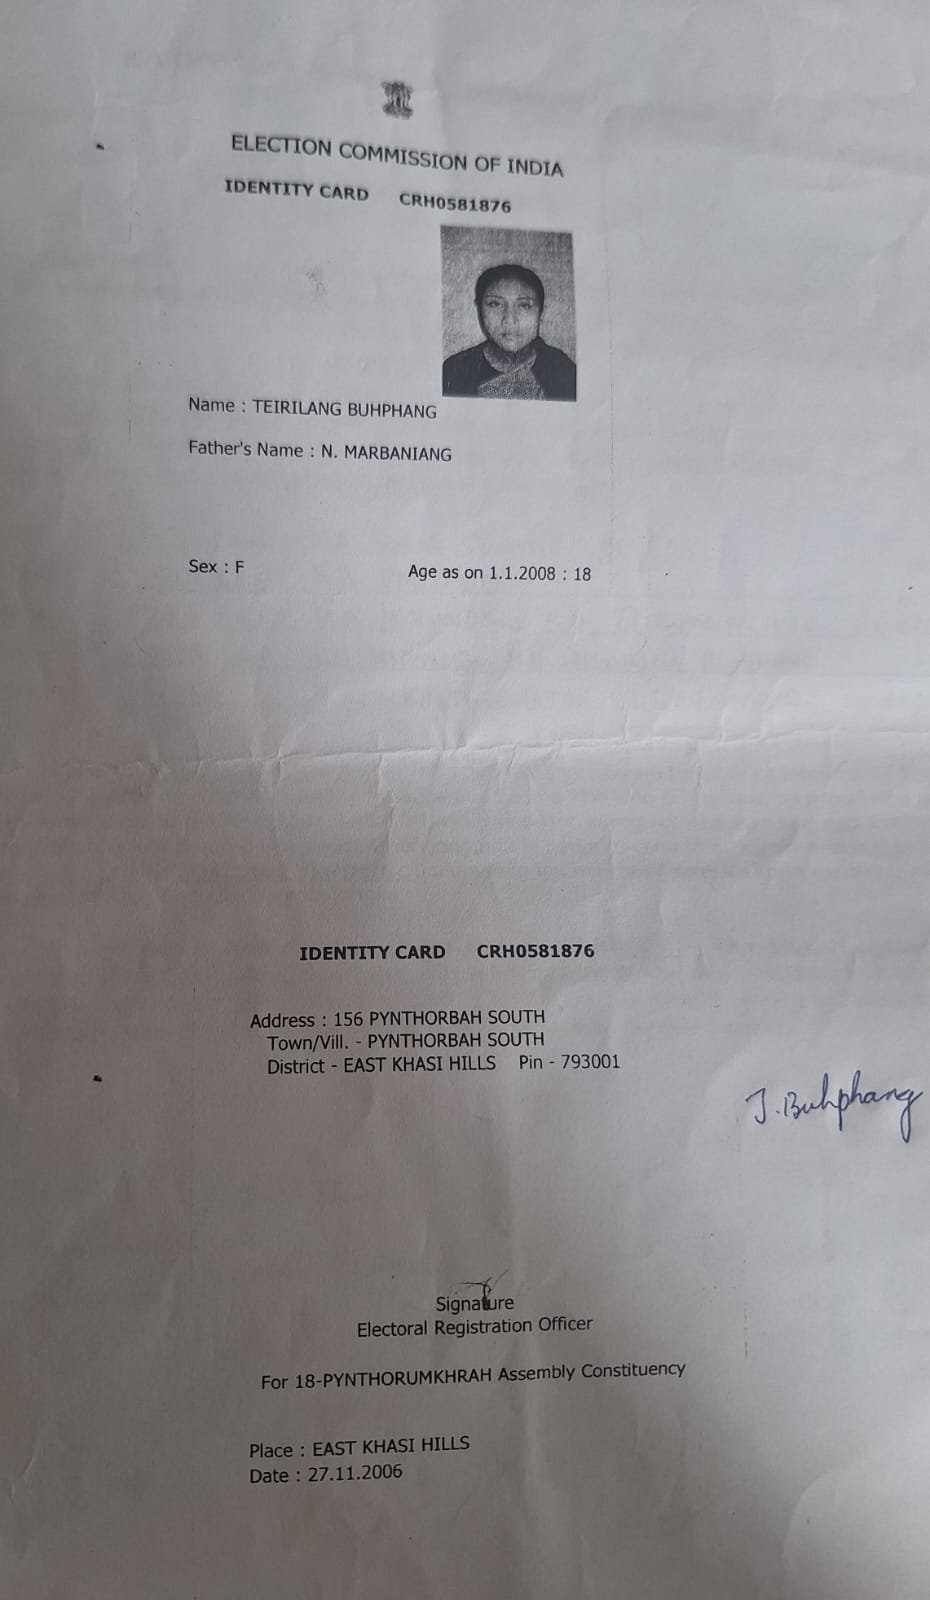 ELECTION COMMISSION OF INDIA
IDENTITY CARD CRH0581876
Name : TEIRILANG BUHPHANG
Father's Name : N. MARBANIANG
Sex : F Age as on 1.1.2008 : 18
IDENTITY CARD CRH0581876
Address : 156 PYNTHORBAH SOUTH
Town/Vill. - PYNTHORBAH SOUTH
District - EAST KHASI HILLS Pin - 793001
J. Buhphang
Signature
Electoral Registration Officer
For 18-PYNTHORUMKHRAH Assembly Constituency
Place : EAST KHASI HILLS
Date : 27.11.2006